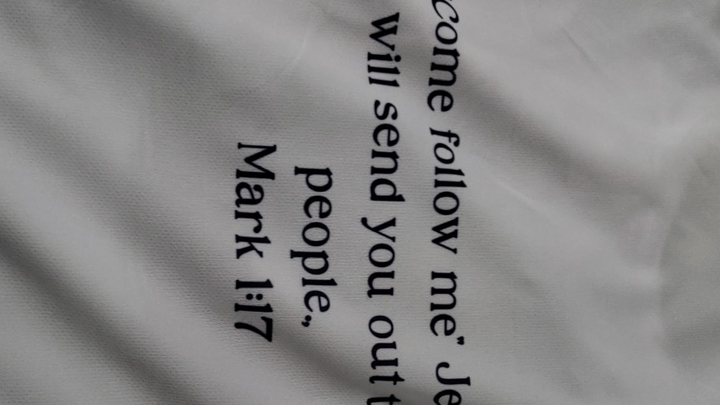 come follow me" Je
will send you out t
people.,
Mark 1:17